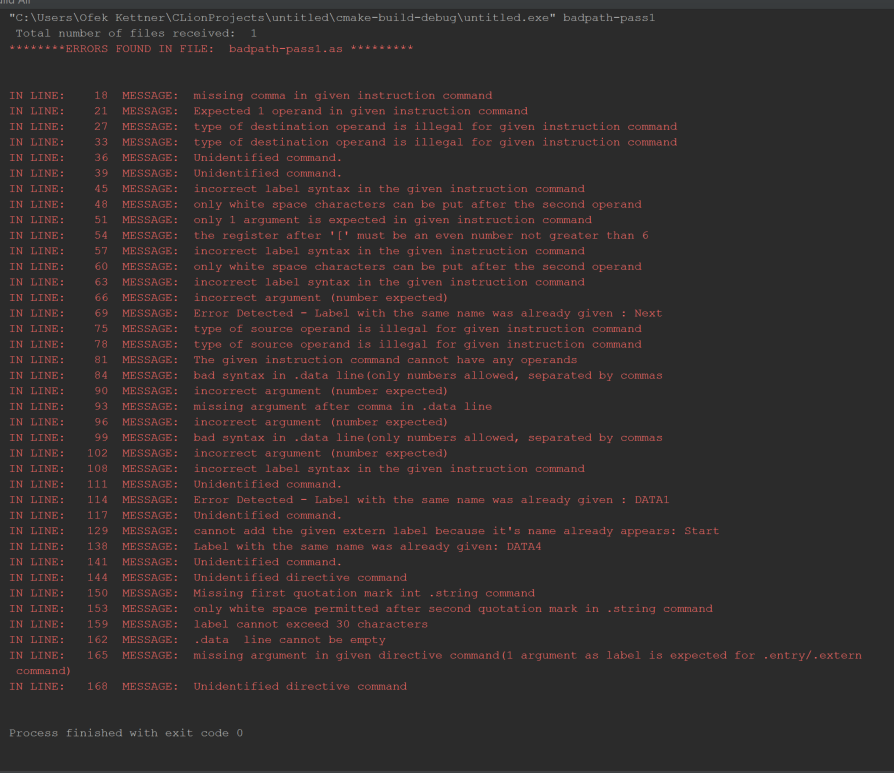 "C:\Users\Ofek Kettner\CLionProjects\untitled\cmake-build-debug\untitled.exe" badpath-pass1
Total number of files received:  1
********ERRORS FOUND IN FILE:  badpath-pass1.as *********
IN LINE:    18  MESSAGE:  missing comma in given instruction command
IN LINE:    21  MESSAGE:  Expected 1 operand in given instruction command
IN LINE:    27  MESSAGE:  type of destination operand is illegal for given instruction command
IN LINE:    33  MESSAGE:  type of destination operand is illegal for given instruction command
IN LINE:    36  MESSAGE:  Unidentified command.
IN LINE:    39  MESSAGE:  Unidentified command.
IN LINE:    45  MESSAGE:  incorrect label syntax in the given instruction command
IN LINE:    48  MESSAGE:  only white space characters can be put after the second operand
IN LINE:    51  MESSAGE:  only 1 argument is expected in given instruction command
IN LINE:    54  MESSAGE:  the register after '[' must be an even number not greater than 6
IN LINE:    57  MESSAGE:  incorrect label syntax in the given instruction command
IN LINE:    60  MESSAGE:  only white space characters can be put after the second operand
IN LINE:    63  MESSAGE:  incorrect label syntax in the given instruction command
IN LINE:    66  MESSAGE:  incorrect argument (number expected)
IN LINE:    69  MESSAGE:  Error Detected - Label with the same name was already given : Next
IN LINE:    75  MESSAGE:  type of source operand is illegal for given instruction command
IN LINE:    78  MESSAGE:  type of source operand is illegal for given instruction command
IN LINE:    81  MESSAGE:  The given instruction command cannot have any operands
IN LINE:    84  MESSAGE:  bad syntax in .data line(only numbers allowed, separated by commas
IN LINE:    90  MESSAGE:  incorrect argument (number expected)
IN LINE:    93  MESSAGE:  missing argument after comma in .data line
IN LINE:    96  MESSAGE:  incorrect argument (number expected)
IN LINE:    99  MESSAGE:  bad syntax in .data line(only numbers allowed, separated by commas
IN LINE:   102  MESSAGE:  incorrect argument (number expected)
IN LINE:   108  MESSAGE:  incorrect label syntax in the given instruction command
IN LINE:   111  MESSAGE:  Unidentified command.
IN LINE:   114  MESSAGE:  Error Detected - Label with the same name was already given : DATA1
IN LINE:   117  MESSAGE:  Unidentified command.
IN LINE:   129  MESSAGE:  cannot add the given extern label because it's name already appears: Start
IN LINE:   138  MESSAGE:  Label with the same name was already given: DATA4
IN LINE:   141  MESSAGE:  Unidentified command.
IN LINE:   144  MESSAGE:  Unidentified directive command
IN LINE:   150  MESSAGE:  Missing first quotation mark int .string command
IN LINE:   153  MESSAGE:  only white space permitted after second quotation mark in .string command
IN LINE:   159  MESSAGE:  label cannot exceed 30 characters
IN LINE:   162  MESSAGE:  .data  line cannot be empty
IN LINE:   165  MESSAGE:  missing argument in given directive command(1 argument as label is expected for .entry/.extern
command)
IN LINE:   168  MESSAGE:  Unidentified directive command
Process finished with exit code 0